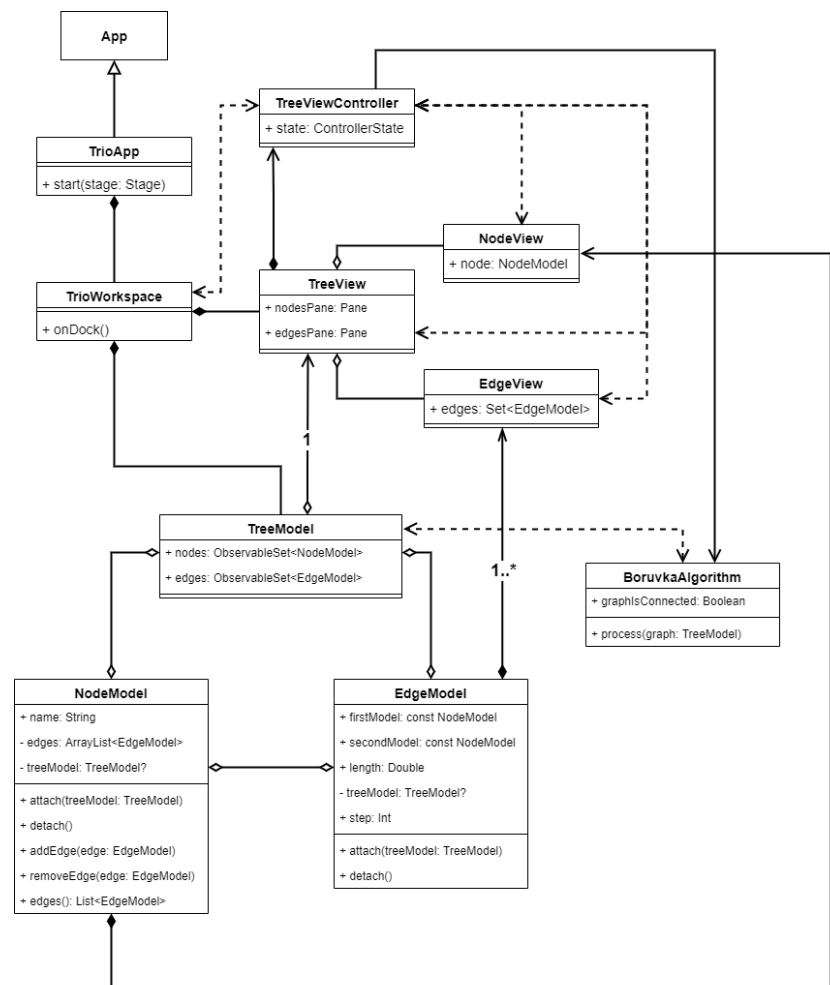 App
TreeViewController
+ state: ControllerState
TrioApp
+ start(stage: Stage)
NodeView
+ node: NodeModel
TreeView
+ nodesPane: Pane
+ edgesPane: Pane
TrioWorkspace
+ onDock()
EdgeView
+ edges: Set<EdgeModel>
1
TreeModel
+ nodes: ObservableSet<NodeModel>
+ edges: ObservableSet<EdgeModel>
1..*
BoruvkaAlgorithm
+ graphIsConnected: Boolean
+ process(graph: TreeModel)
NodeModel
+ name: String
- edges: ArrayList<EdgeModel>
- treeModel: TreeModel?
+ attach(treeModel: TreeModel)
+ detach()
+ addEdge(edge: EdgeModel)
+ removeEdge(edge: EdgeModel)
+ edges(): List<EdgeModel>
EdgeModel
+ firstModel: const NodeModel
+ secondModel: const NodeModel
+ length: Double
- treeModel: TreeModel?
+ step: Int
+ attach(treeModel: TreeModel)
+ detach()